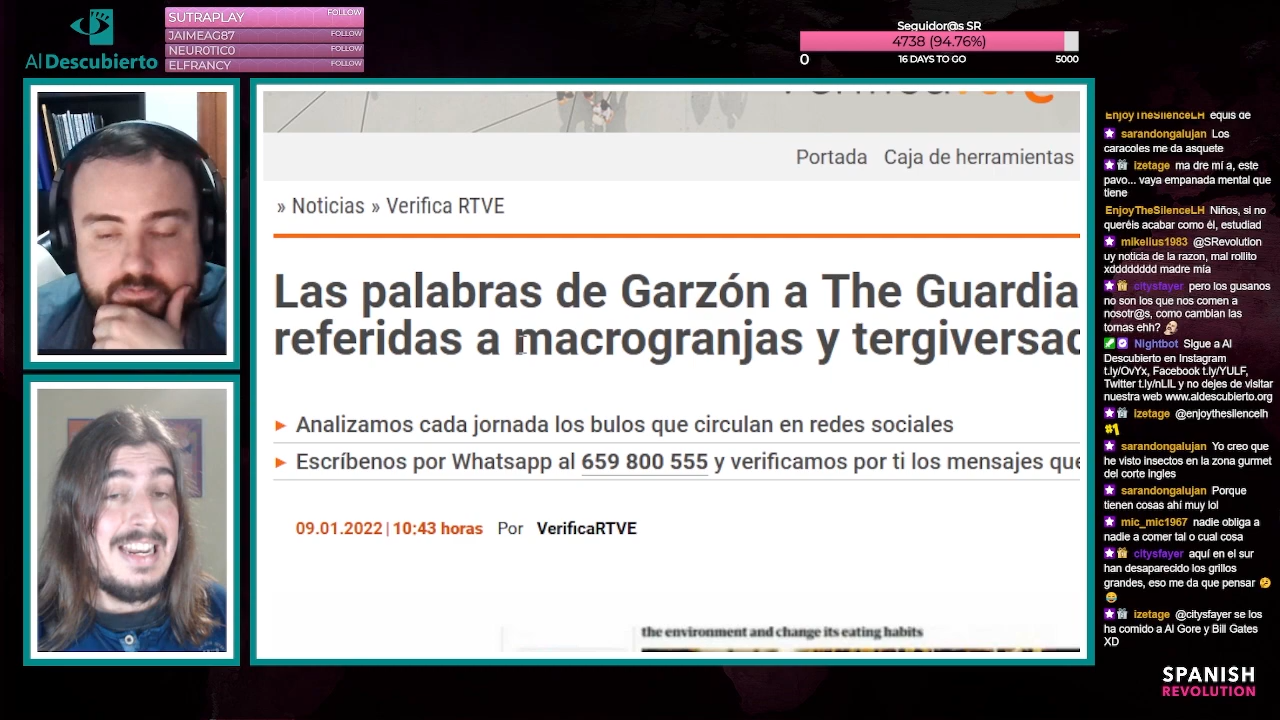 Al Descubierto
SUTRAPLAY FOLLOW
JAIMEAG87 FOLLOW
NEUR0TIC0 FOLLOW
ELFRANCY FOLLOW
Seguidor@s SR
4738 (94.76%)
0 16 DAYS TO GO 5000
Portada Caja de herramientas
» Noticias » Verifica RTVE
Las palabras de Garzón a The Guardia
referidas a macrogranjas y tergiversad
Analizamos cada jornada los bulos que circulan en redes sociales
Escríbenos por Whatsapp al 659 800 555 y verificamos por ti los mensajes que
09.01.2022 | 10:43 horas Por VerificaRTVE
the environment and change its eating habits
EnjoyTheSilenceLH equis de
sarandongalujan Los
caracoles me da asquete
izetage ma dre mí a, este
pavo... vaya empanada mental que
tiene
EnjoyTheSilenceLH Niños, si no
queréis acabar como él, estudiad
mikelius1983 @SRevolution
uy noticia de la razon, mal rollito
xdddddddd madre mía
citysfayer pero los gusanos
no son los que nos comen a
nosotr@s, como cambian las
tornas ehh?
Nightbot Sigue a Al
Descubierto en Instagram
t.ly/OvYx, Facebook t.ly/YULF,
Twitter t.ly/nLIL y no dejes de visitar
nuestra web www.aldescubierto.org
izetage @enjoythesilencelh
#1
sarandongalujan Yo creo que
he visto insectos en la zona gurmet
del corte ingles
sarandongalujan Porque
tienen cosas ahí muy lol
mic_mic1967 nadie obliga a
nadie a comer tal o cual cosa
citysfayer aquí en el sur
han desaparecido los grillos
grandes, eso me da que pensar
izetage @citysfayer se los
ha comido a Al Gore y Bill Gates
XD
SPANISH
REVOLUTION